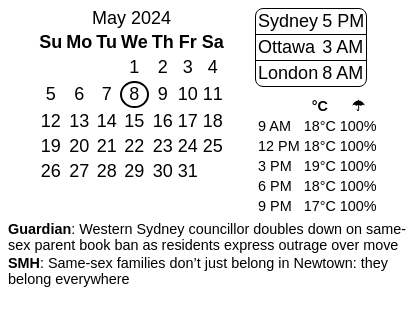 May 2024
Su Mo Tu We Th Fr Sa
1 2 3 4
5 6 7 8 9 10 11
12 13 14 15 16 17 18
19 20 21 22 23 24 25
26 27 28 29 30 31
Sydney 5 PM
Ottawa 3 AM
London 8 AM
°C ☂
9 AM 18°C 100%
12 PM 18°C 100%
3 PM 19°C 100%
6 PM 18°C 100%
9 PM 17°C 100%
Guardian: Western Sydney councillor doubles down on same-
sex parent book ban as residents express outrage over move
SMH: Same-sex families don’t just belong in Newtown: they
belong everywhere